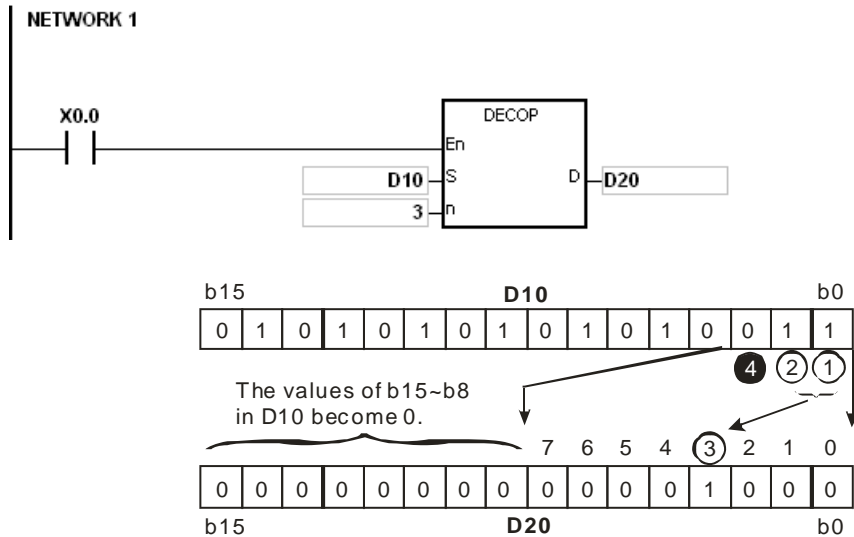 NETWORK 1
X0.0
DECOP
En
D10 S D D20
3 n
b15 D10 b0
0 1 0 1 0 1 0 1 0 1 0 1 0 0 1 1
4 2 1
The values of b15~b8
in D10 become 0.
7 6 5 4 3 2 1 0
0 0 0 0 0 0 0 0 0 0 0 0 1 0 0 0
b15 D20 b0